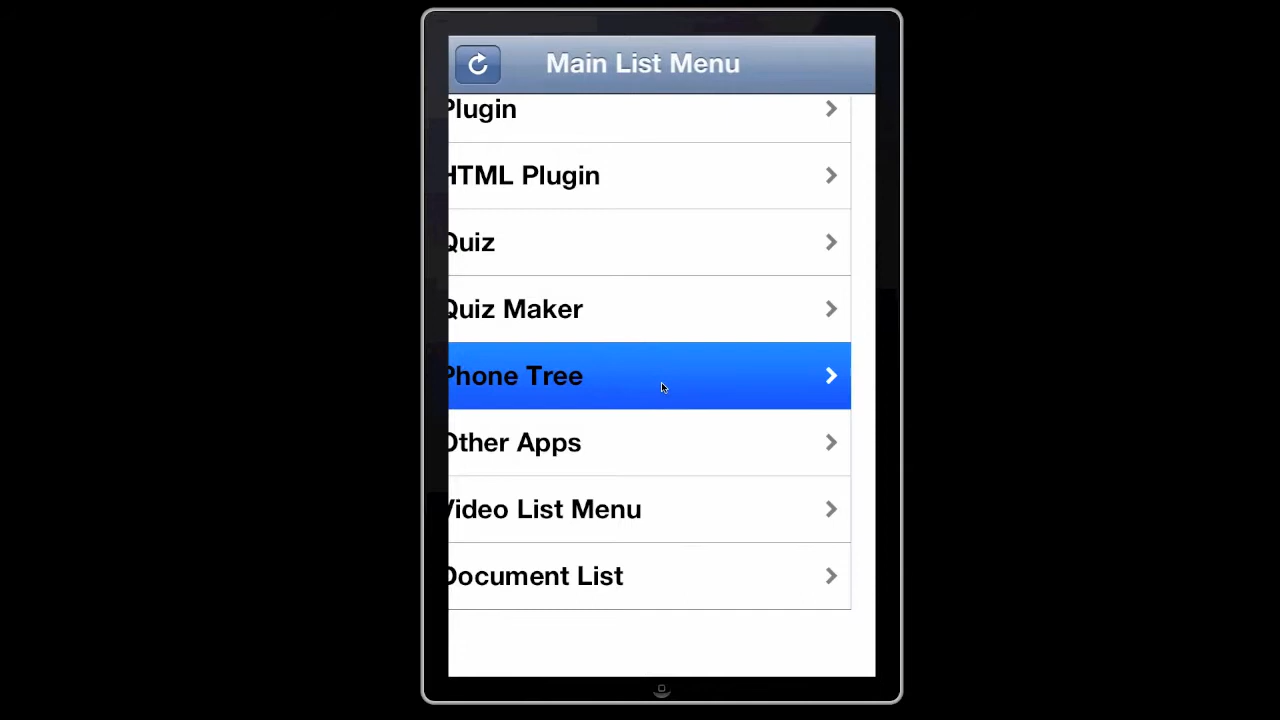 Main List Menu
Plugin
HTML Plugin
Quiz
Quiz Maker
Phone Tree
Other Apps
Video List Menu
Document List